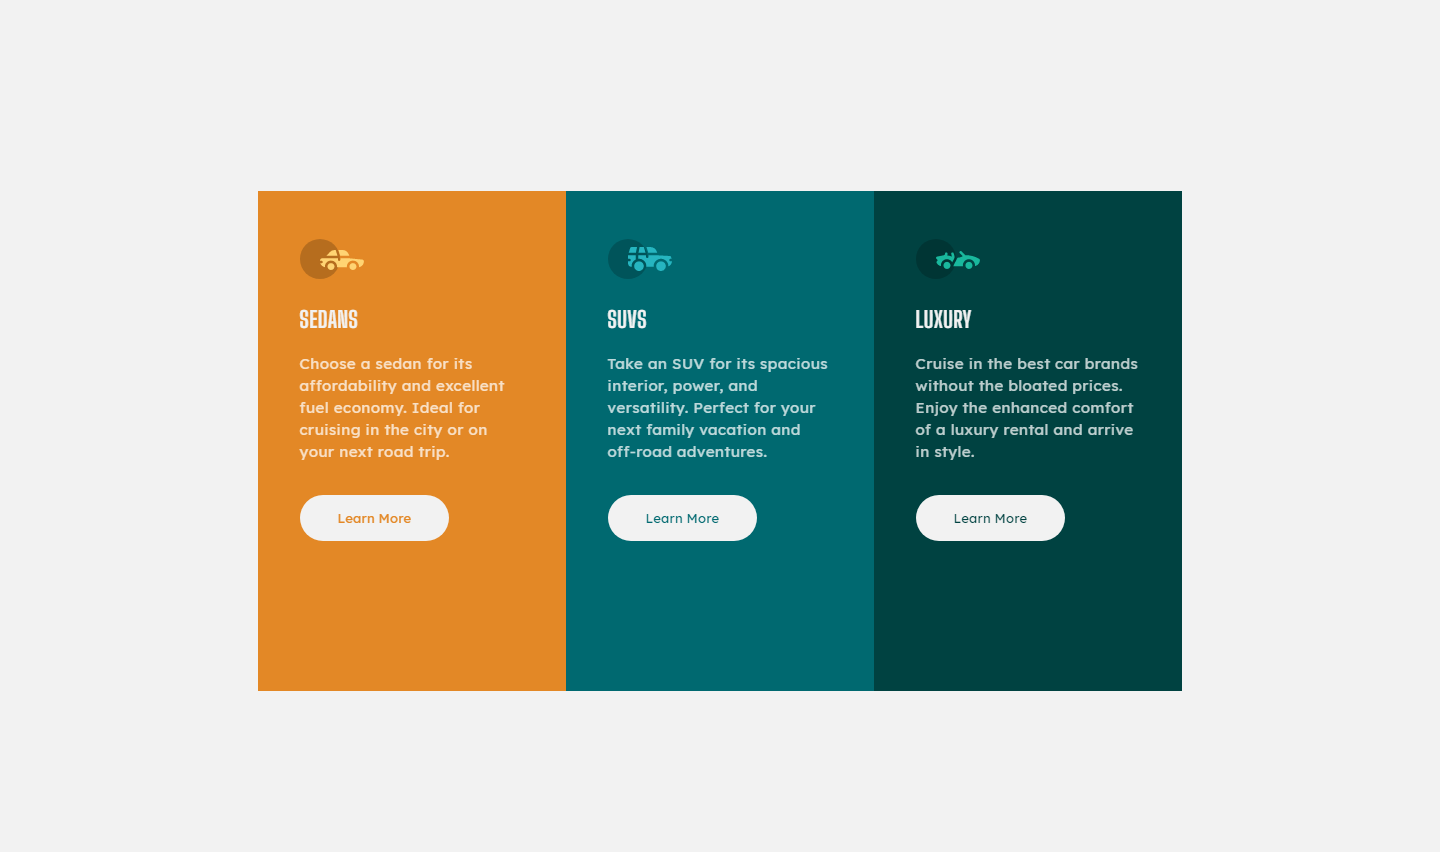 SEDANS
Choose a sedan for its
affordability and excellent
fuel economy. Ideal for
cruising in the city or on
your next road trip.
Learn More
SUVS
Take an SUV for its spacious
interior, power, and
versatility. Perfect for your
next family vacation and
off-road adventures.
Learn More
LUXURY
Cruise in the best car brands
without the bloated prices.
Enjoy the enhanced comfort
of a luxury rental and arrive
in style.
Learn More